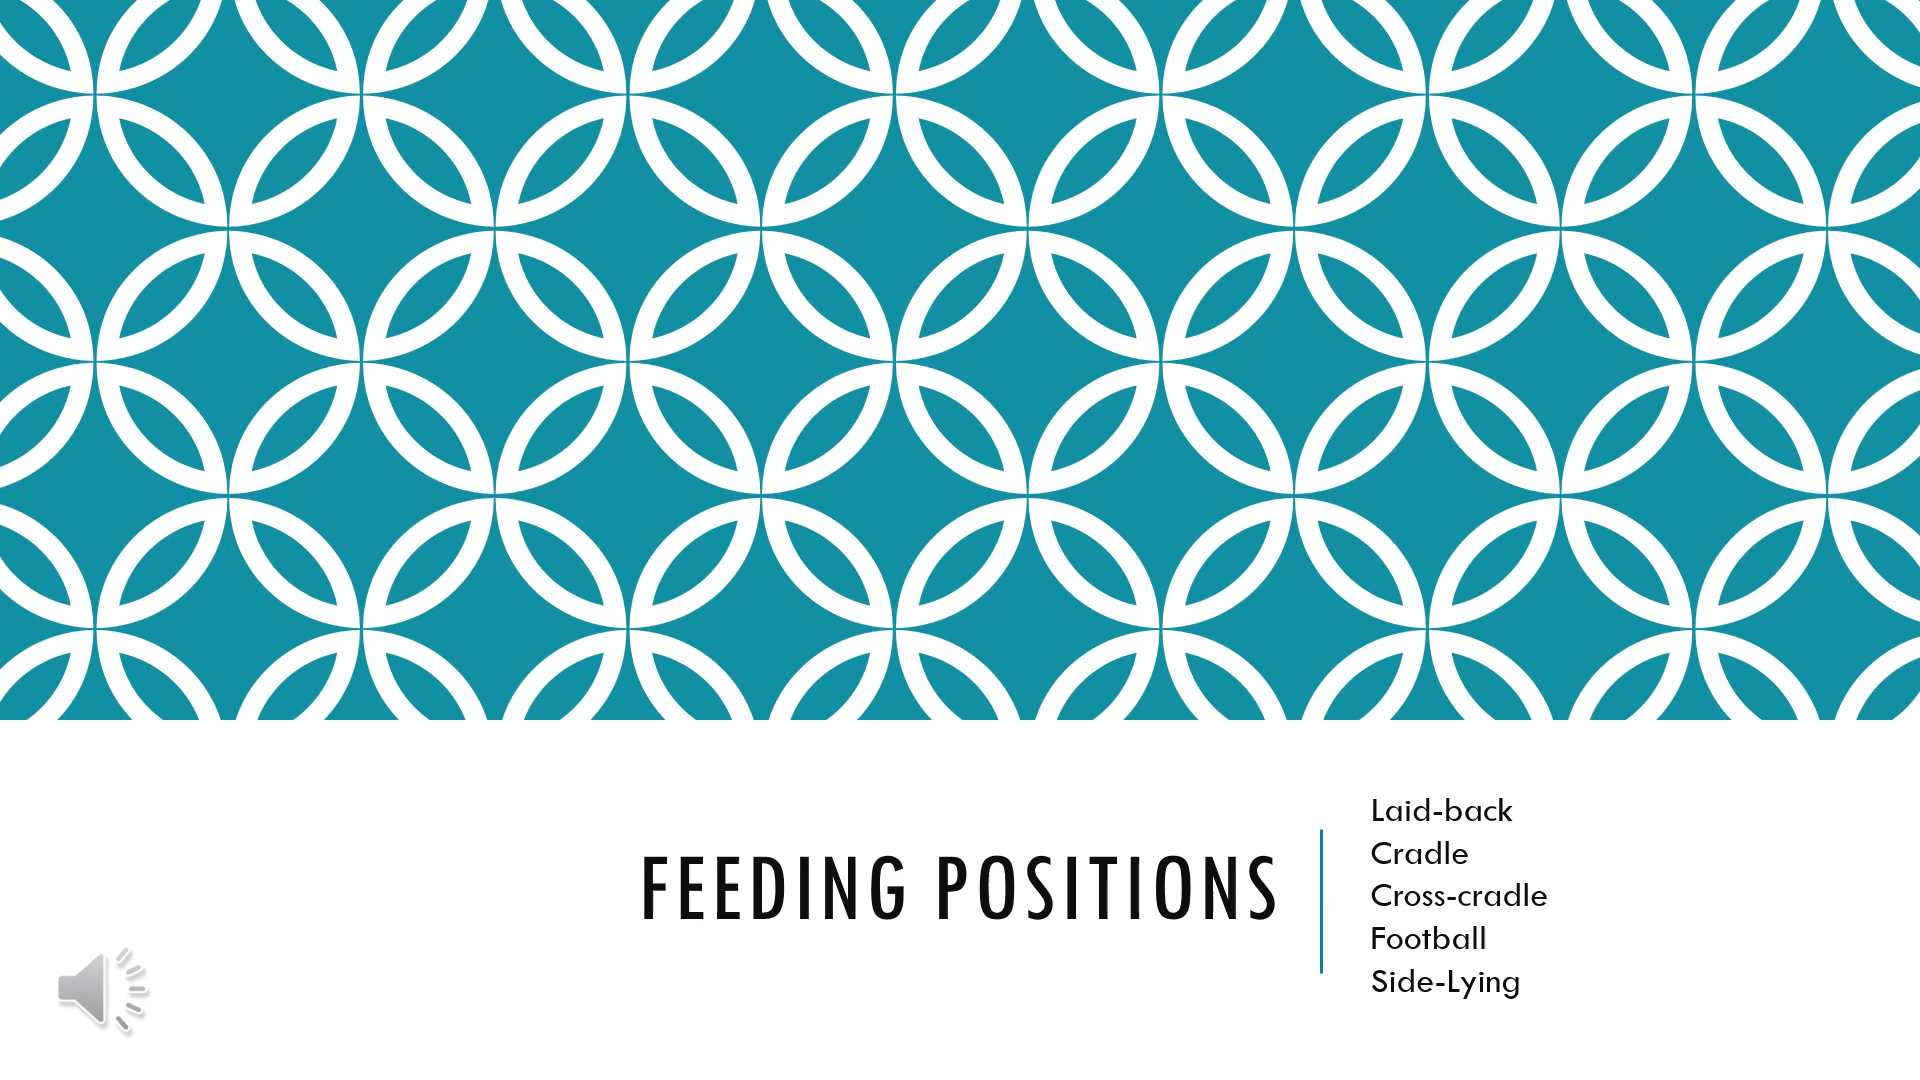 FEEDING POSITIONS
Laid-back
Cradle
Cross-cradle
Football
Side-Lying